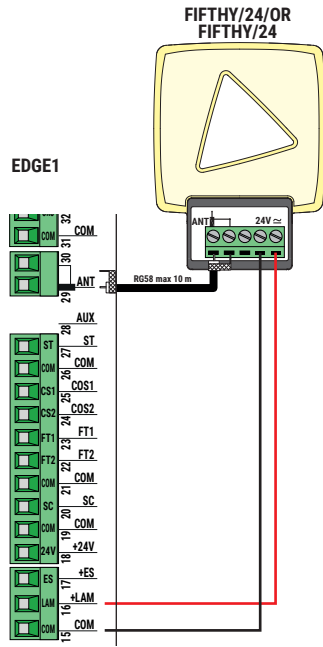 FIFTHY/24/OR
FIFTHY/24
EDGE1
ANT
24V ≃
32
COM 31 COM
30
29 ANT
RG58 max 10 m
28 AUX
ST 27 ST
COM 26 COM
CS1 25 COS1
CS2 24 COS2
FT1 23 FT1
FT2 22 FT2
COM 21 COM
SC 20 SC
COM 19 COM
24V 18 +24V
ES 17 +ES
LAM 16 +LAM
COM 15 COM